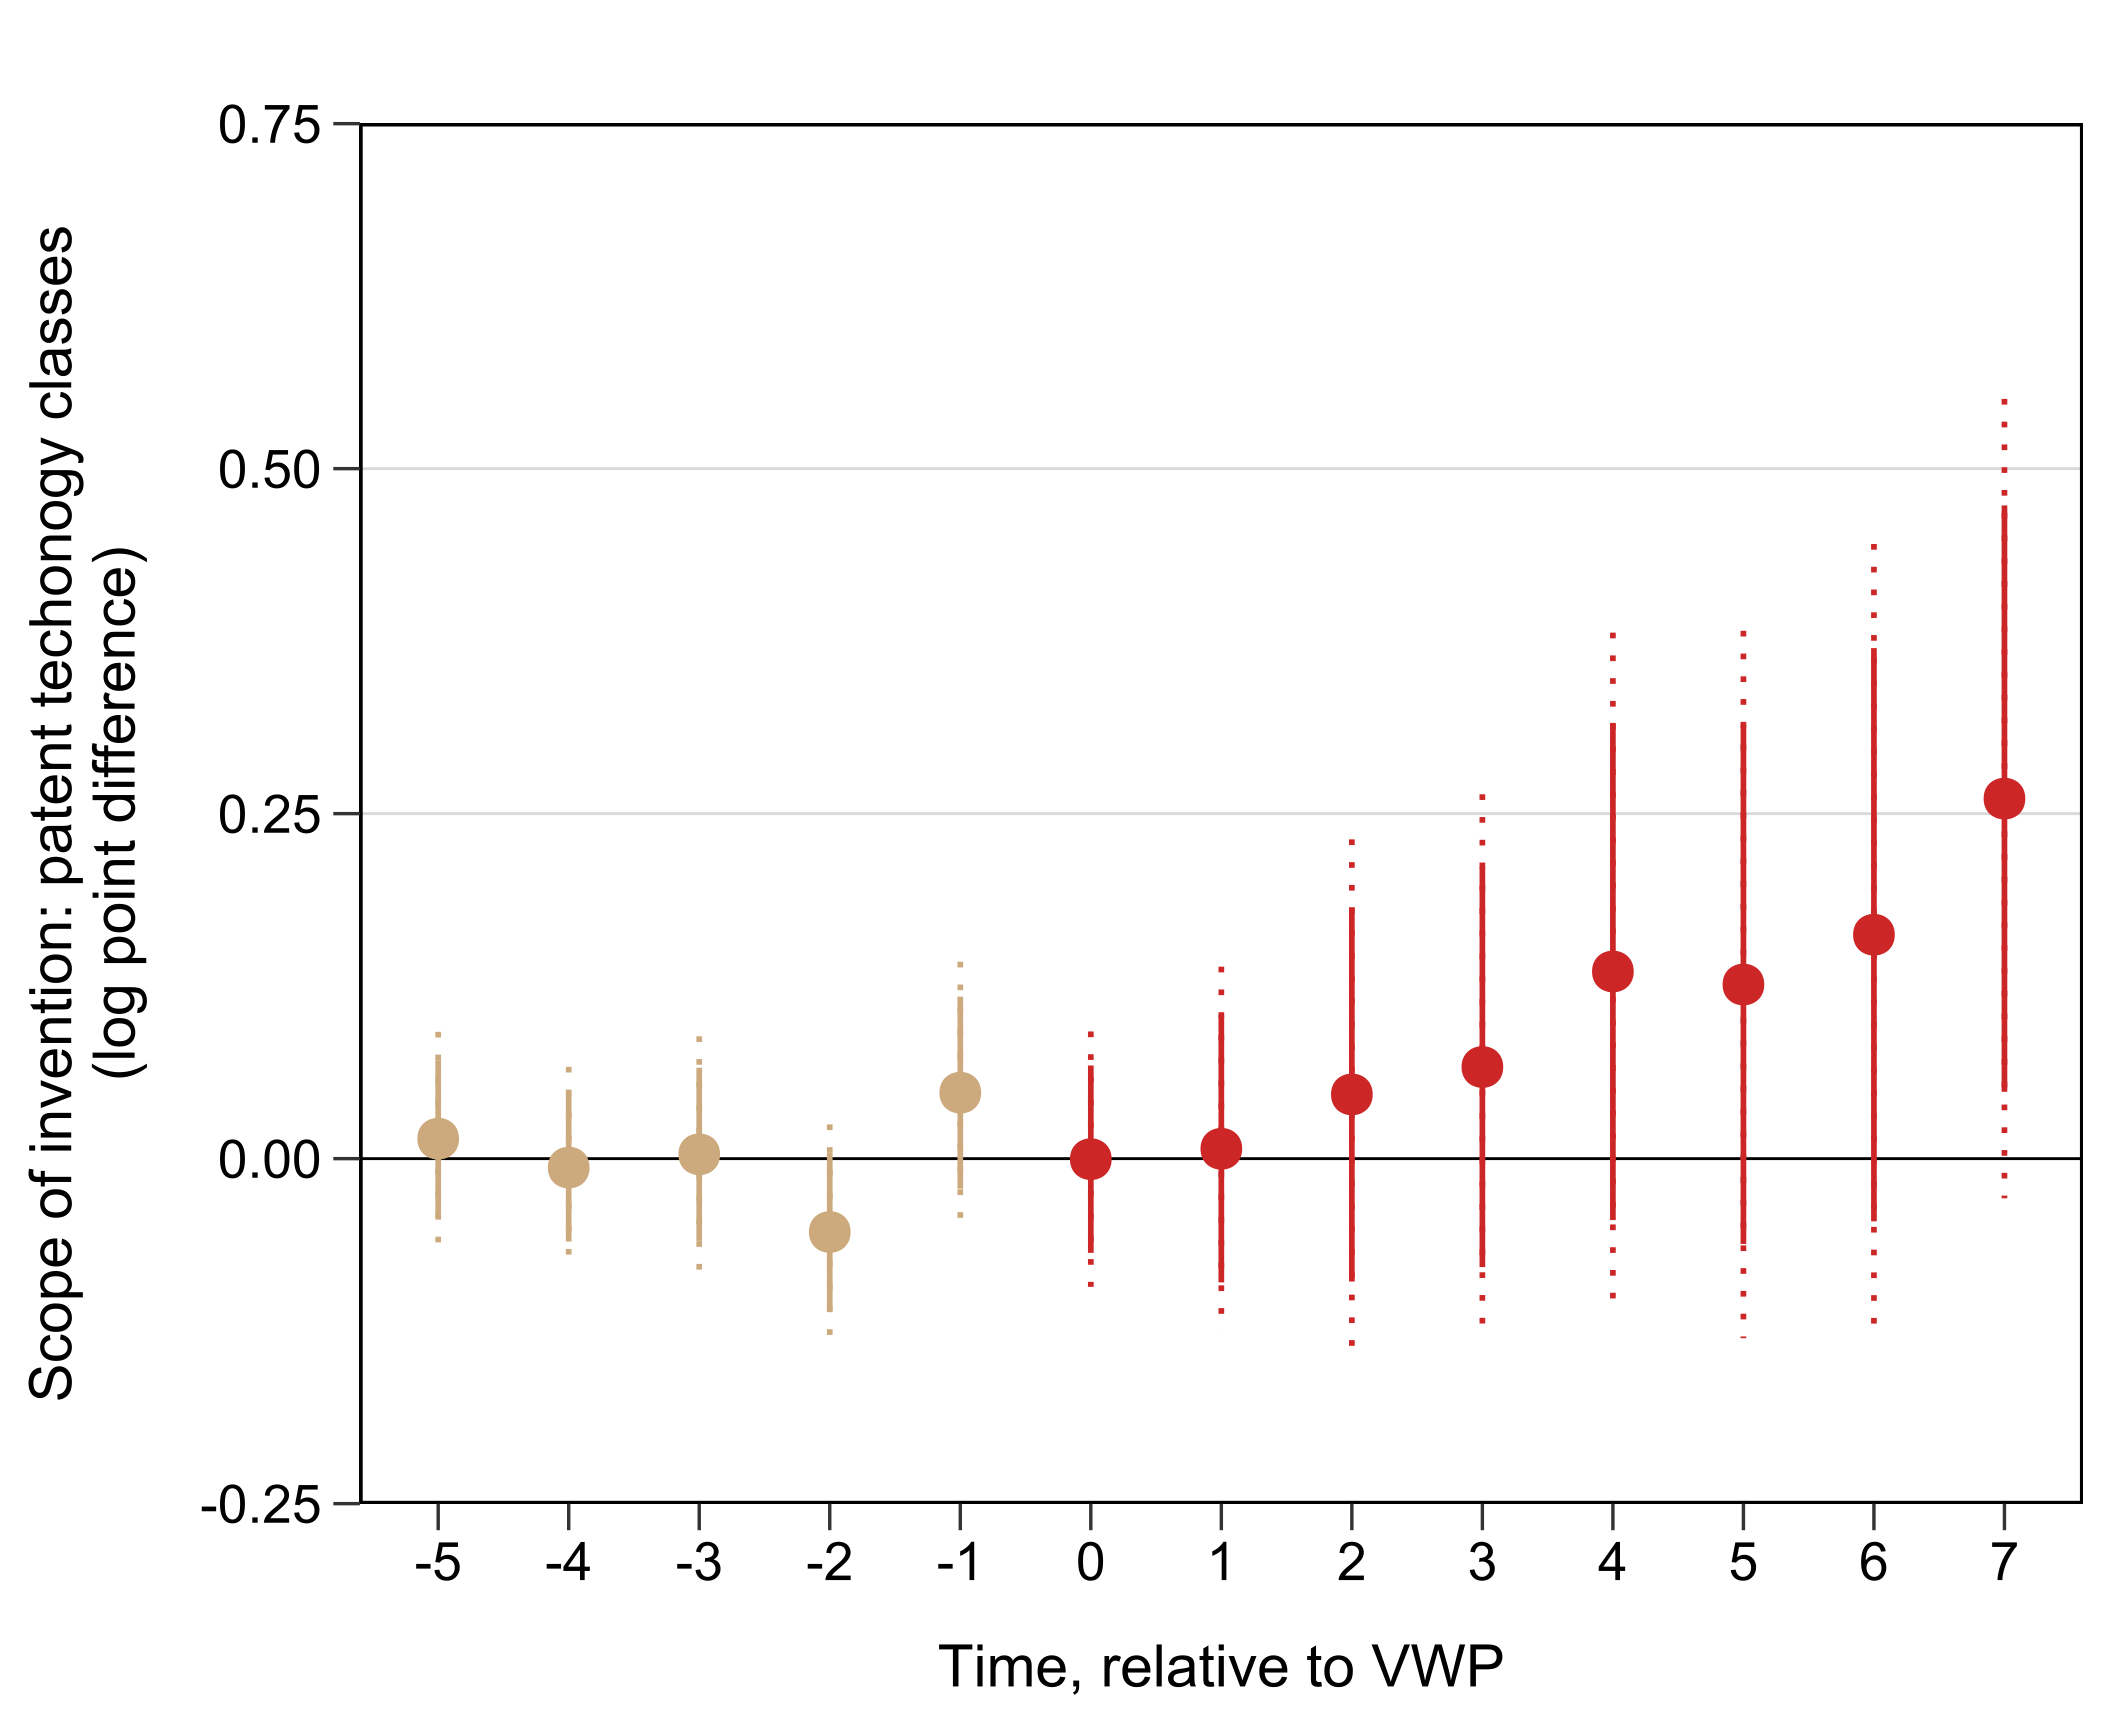 Scope of invention: patent techonogy classes
(log point difference)
0.75
0.50
0.25
0.00
-0.25
-5 -4 -3 -2 -1 0 1 2 3 4 5 6 7
Time, relative to VWP